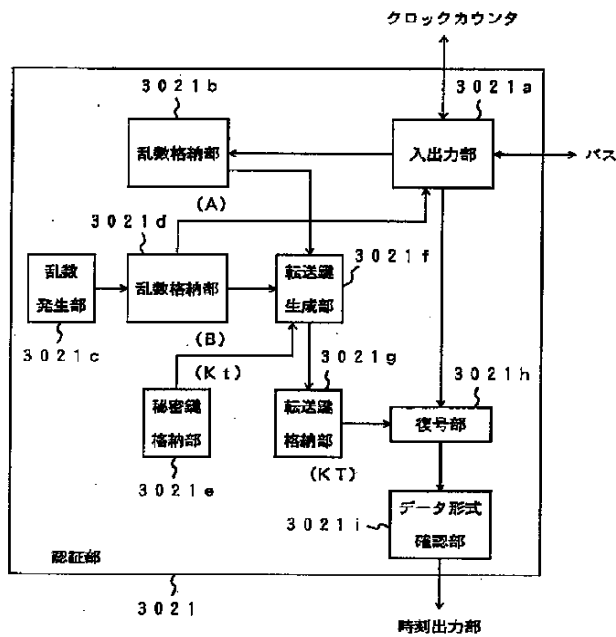 クロックカウンタ
3021b
3021a
乱数格納部
入出力部
バス
(A)
3021d
3021f
乱数
発生部
乱数格納部
転送鍵
生成部
3021c
(B)
(Kt)
3021g
3021h
秘密鍵
格納部
転送鍵
格納部
復号部
3021e
(KT)
3021i
データ形式
確認部
認証部
3021
時刻出力部